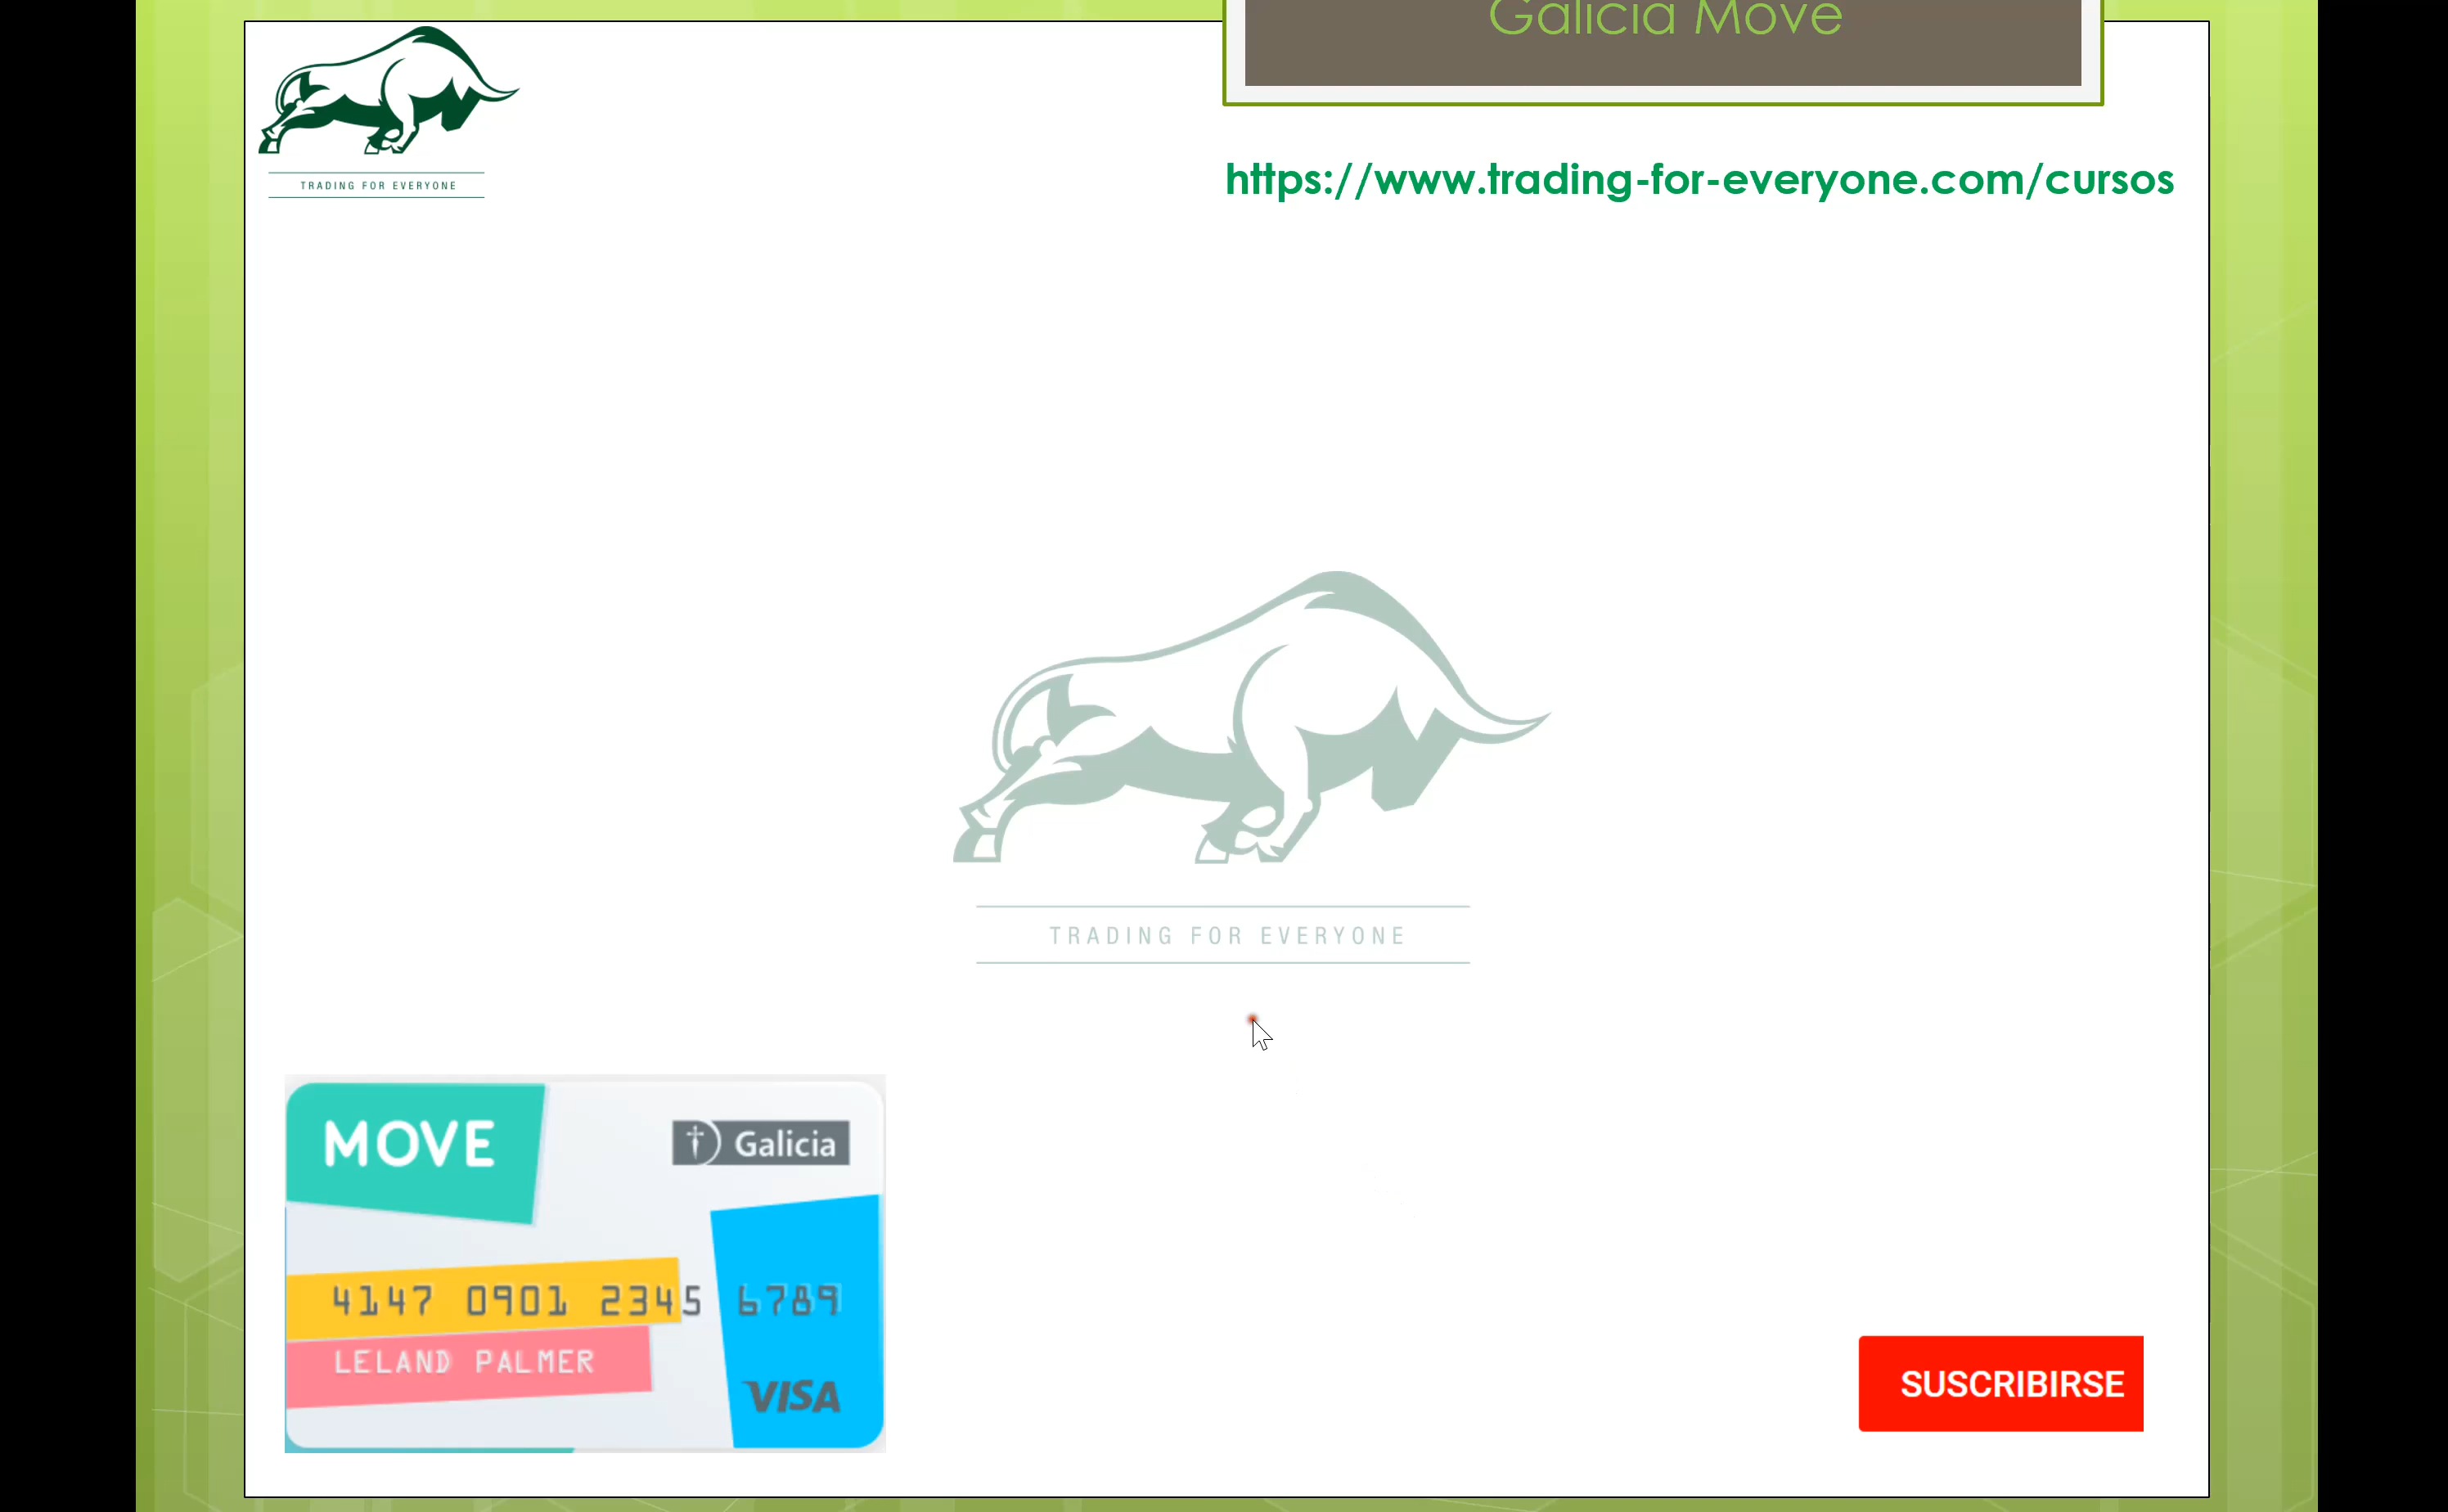 Galicia Move
TRADING FOR EVERYONE
https://www.trading-for-everyone.com/cursos
TRADING FOR EVERYONE
MOVE
Galicia
4147 0901 2345 6789
LELAND PALMER
VISA
SUSCRIBIRSE